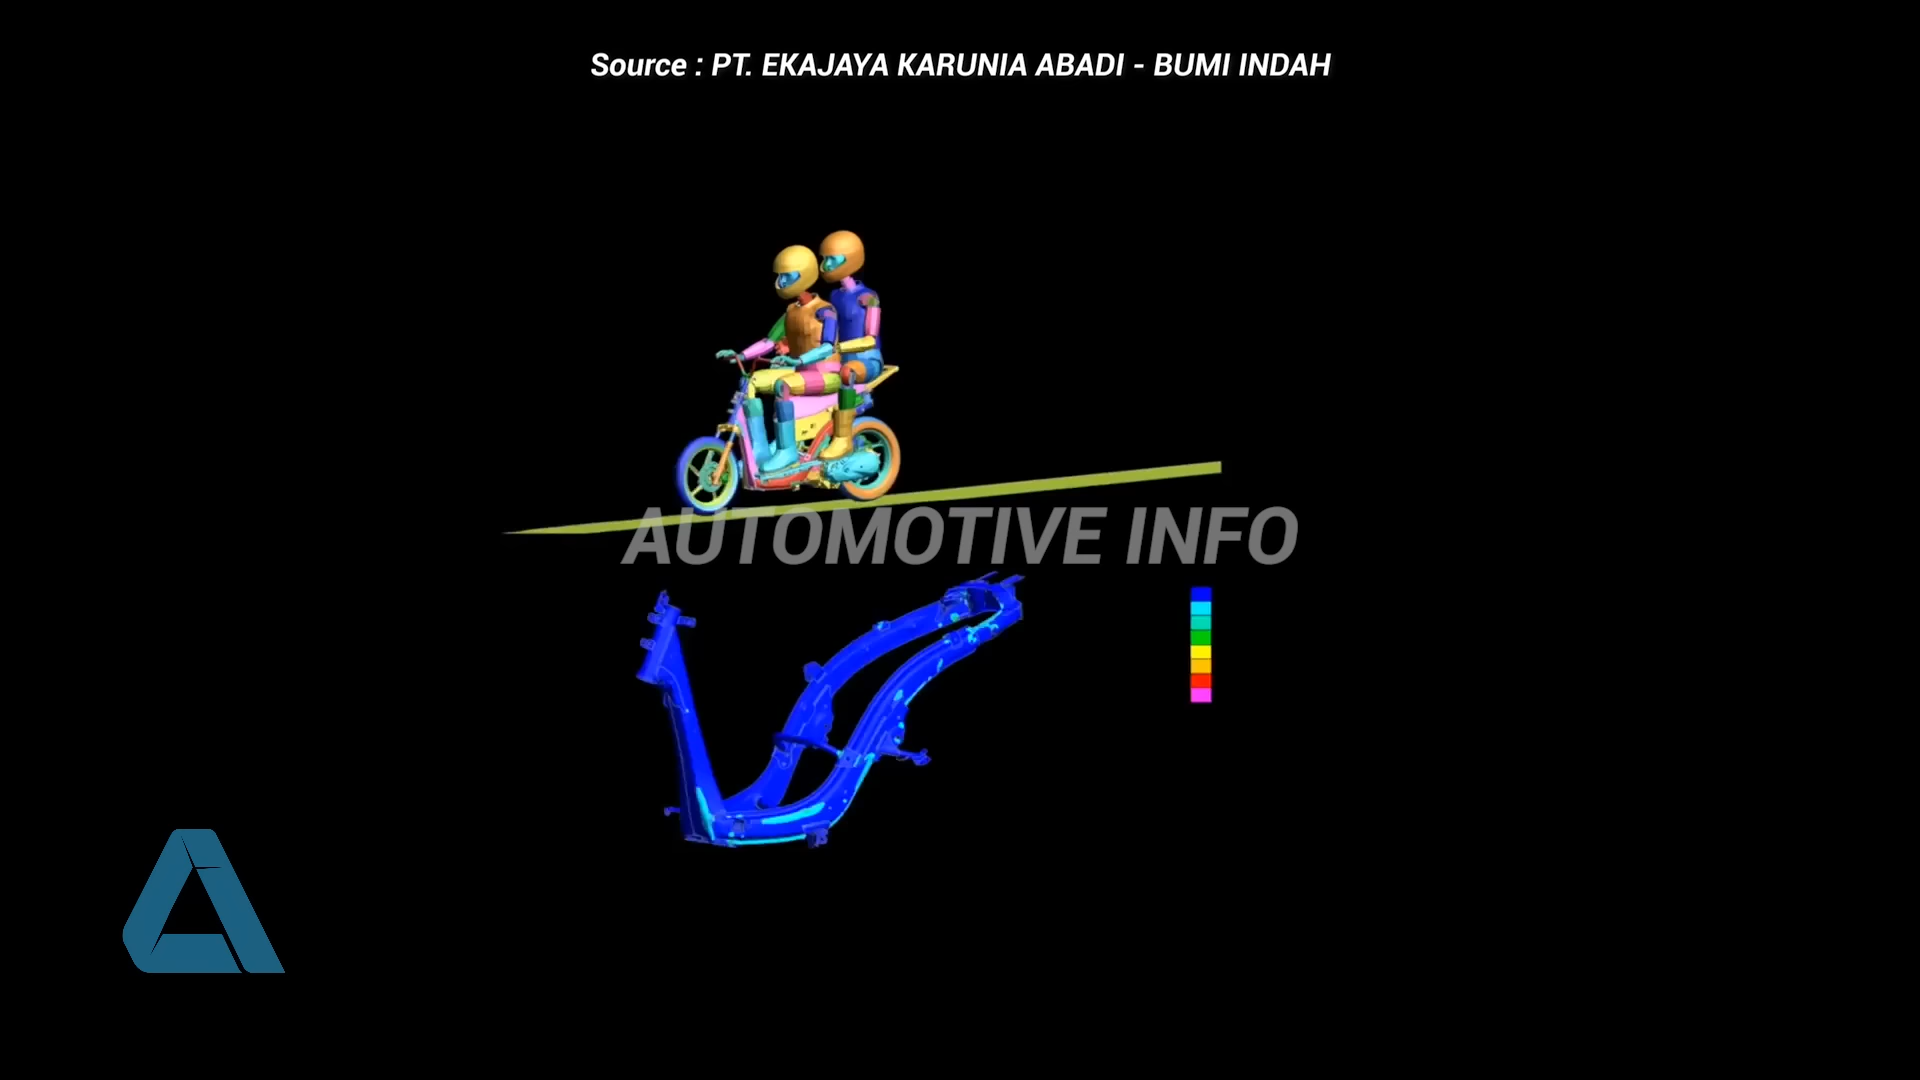 Source : PT. EKAJAYA KARUNIA ABADI - BUMI INDAH
AUTOMOTIVE INFO